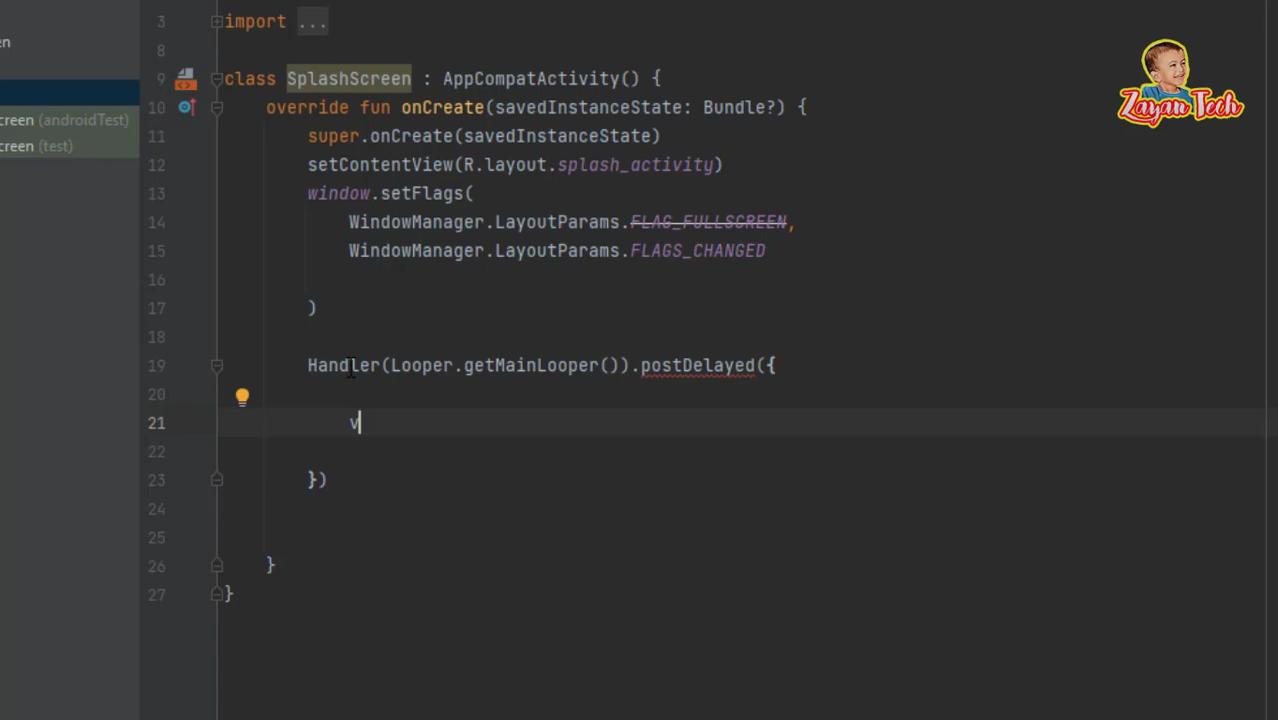 3 import ...
en
8
9 class SplashScreen : AppCompatActivity() {
10 override fun onCreate(savedInstanceState: Bundle?) {
creen (androidTest)
11 super.onCreate(savedInstanceState)
creen (test)
12 setContentView(R.layout.splash_activity)
13 window.setFlags(
14 WindowManager.LayoutParams.FLAG_FULLSCREEN,
15 WindowManager.LayoutParams.FLAGS_CHANGED
16
17 )
18
19 Handler(Looper.getMainLooper()).postDelayed({
20
21 v
22
23 })
24
25
26 }
27 }
Zayan Tech